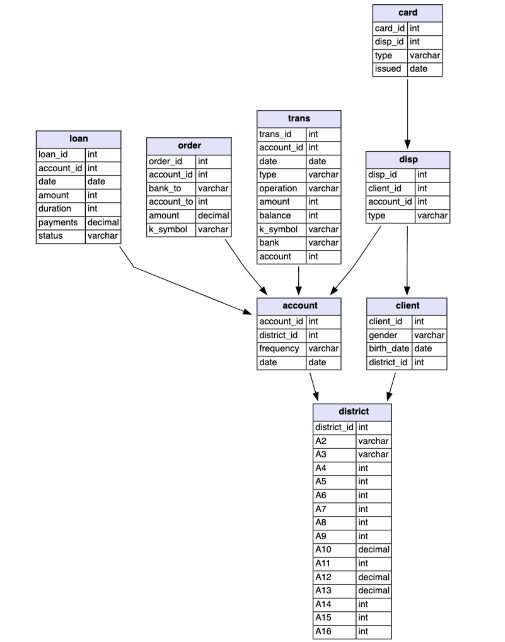 card
card_id int
disp_id int
type varchar
issued date
trans
trans_id int
account_id int
date date
type varchar
operation varchar
amount int
balance int
k_symbol varchar
bank varchar
account int
loan
loan_id int
account_id int
date date
amount int
duration int
payments decimal
status varchar
order
order_id int
account_id int
bank_to varchar
account_to int
amount decimal
k_symbol varchar
disp
disp_id int
client_id int
account_id int
type varchar
account
account_id int
district_id int
frequency varchar
date date
client
client_id int
gender varchar
birth_date date
district_id int
district
district_id int
A2 varchar
A3 varchar
A4 int
A5 int
A6 int
A7 int
A8 int
A9 int
A10 decimal
A11 int
A12 decimal
A13 decimal
A14 int
A15 int
A16 int